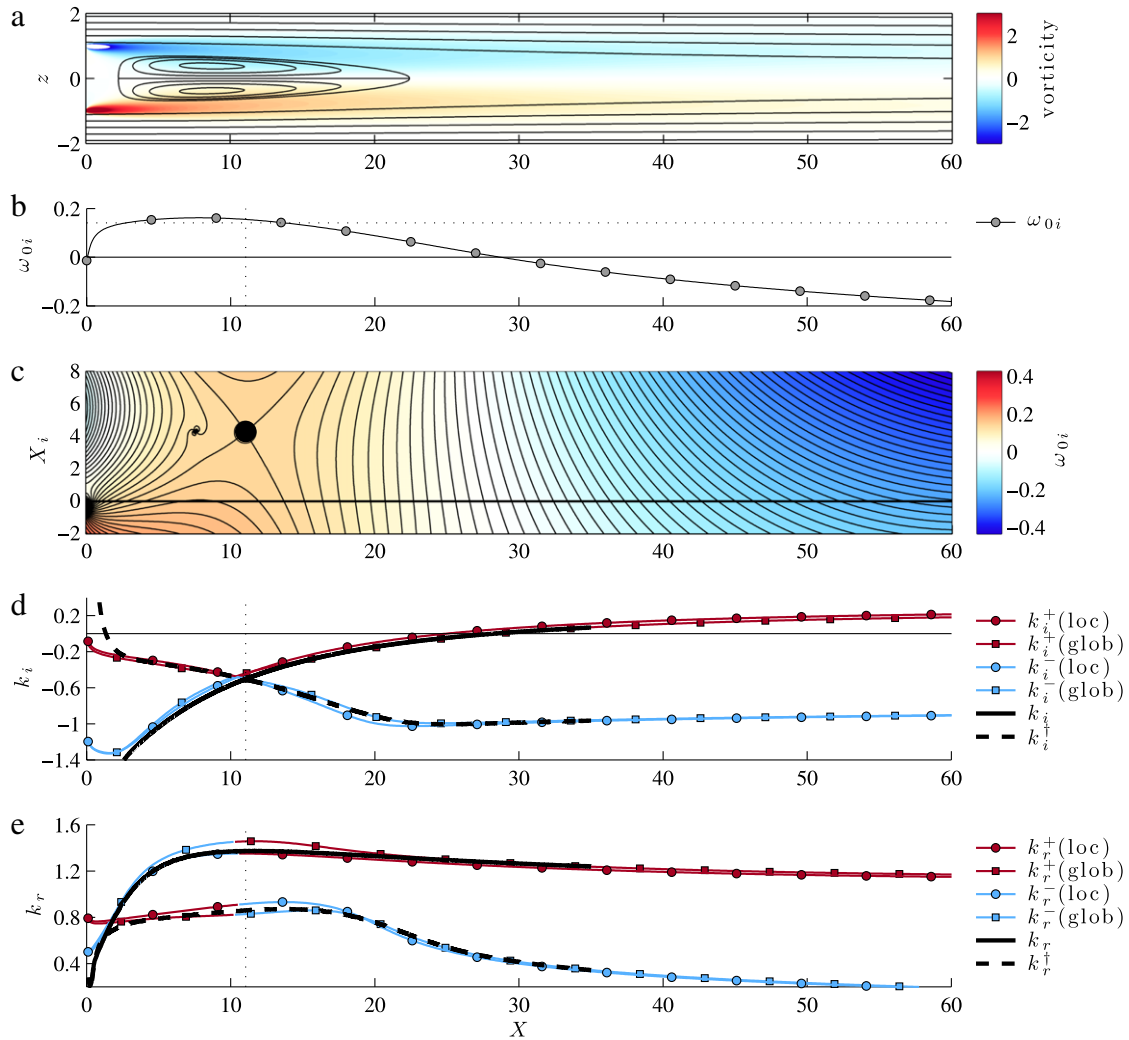 a
2
0
−2
z
0
10
20
30
40
50
60
2
0
−2
vorticity
b
0.2
0
−0.2
ω0i
0
10
20
30
40
50
60
ω0i
c
8
6
4
2
0
−2
Xi
0
10
20
30
40
50
60
0.4
0.2
0
−0.2
−0.4
ω0i
d
0.2
−0.2
−0.6
−1
−1.4
ki
0
10
20
30
40
50
60
ki+(loc)
ki+(glob)
ki−(loc)
ki−(glob)
ki
ki†
e
1.6
1.2
0.8
0.4
kr
0
10
20
30
40
50
60
X
kr+(loc)
kr+(glob)
kr−(loc)
kr−(glob)
kr
kr†